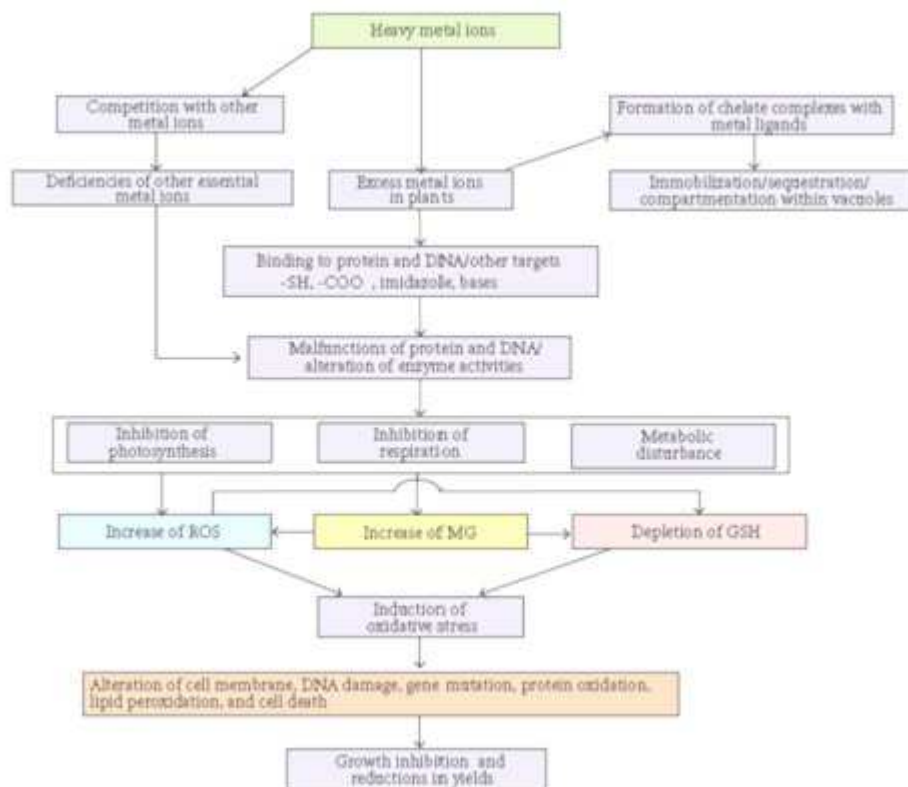 Heavy metal ions
Competition with other
metal ions
Formation of chelate complexes with
metal ligands
Deficiencies of other essential
metal ions
Excess metal ions
in plants
Immobilization/sequestration/
compartmentation within vacuoles
Binding to protein and DNA/other targets
-SH, -COO , imidazolle, bases
Malfunctions of protein and DNA/
alteration of enzyme activities
Inhibition of
photosynthesis
Inhibition of
respiration
Metabolic
disturbance
Increase of ROS
Increase of MG
Depletion of GSH
Induction of
oxidative stress
Alteration of cell membrane, DNA damage, gene mutation, protein oxidation,
lipid peroxidation, and cell death
Growth inhibition and
reductions in yields